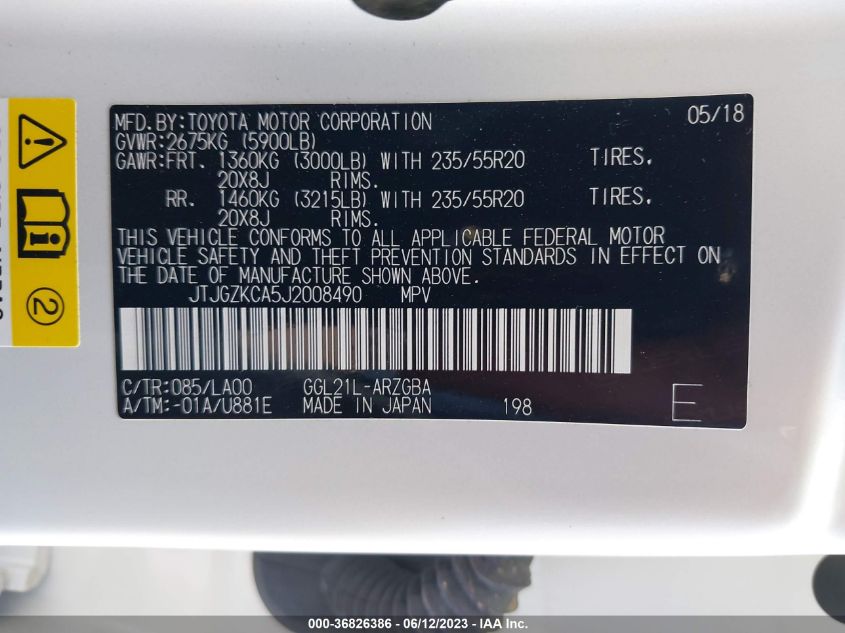 MFD.BY:TOYOTA MOTOR CORPORATION 05/18
GVWR:2675KG (5900LB)
GAWR:FRT. 1360KG (3000LB) WITH 235/55R20 TIRES.
20X8J RIMS.
RR. 1460KG (3215LB) WITH 235/55R20 TIRES.
20X8J RIMS.
THIS VEHICLE CONFORMS TO ALL APPLICABLE FEDERAL MOTOR
VEHICLE SAFETY AND THEFT PREVENTION STANDARDS IN EFFECT ON
THE DATE OF MANUFACTURE SHOWN ABOVE.
JTJGZKCA5J2008490 MPV
C/TR:085/LA00 GGL21L-ARZGBA
A/TM:-01A/U881E MADE IN JAPAN 198 E
2
000-36826386 - 06/12/2023 - IAA Inc.